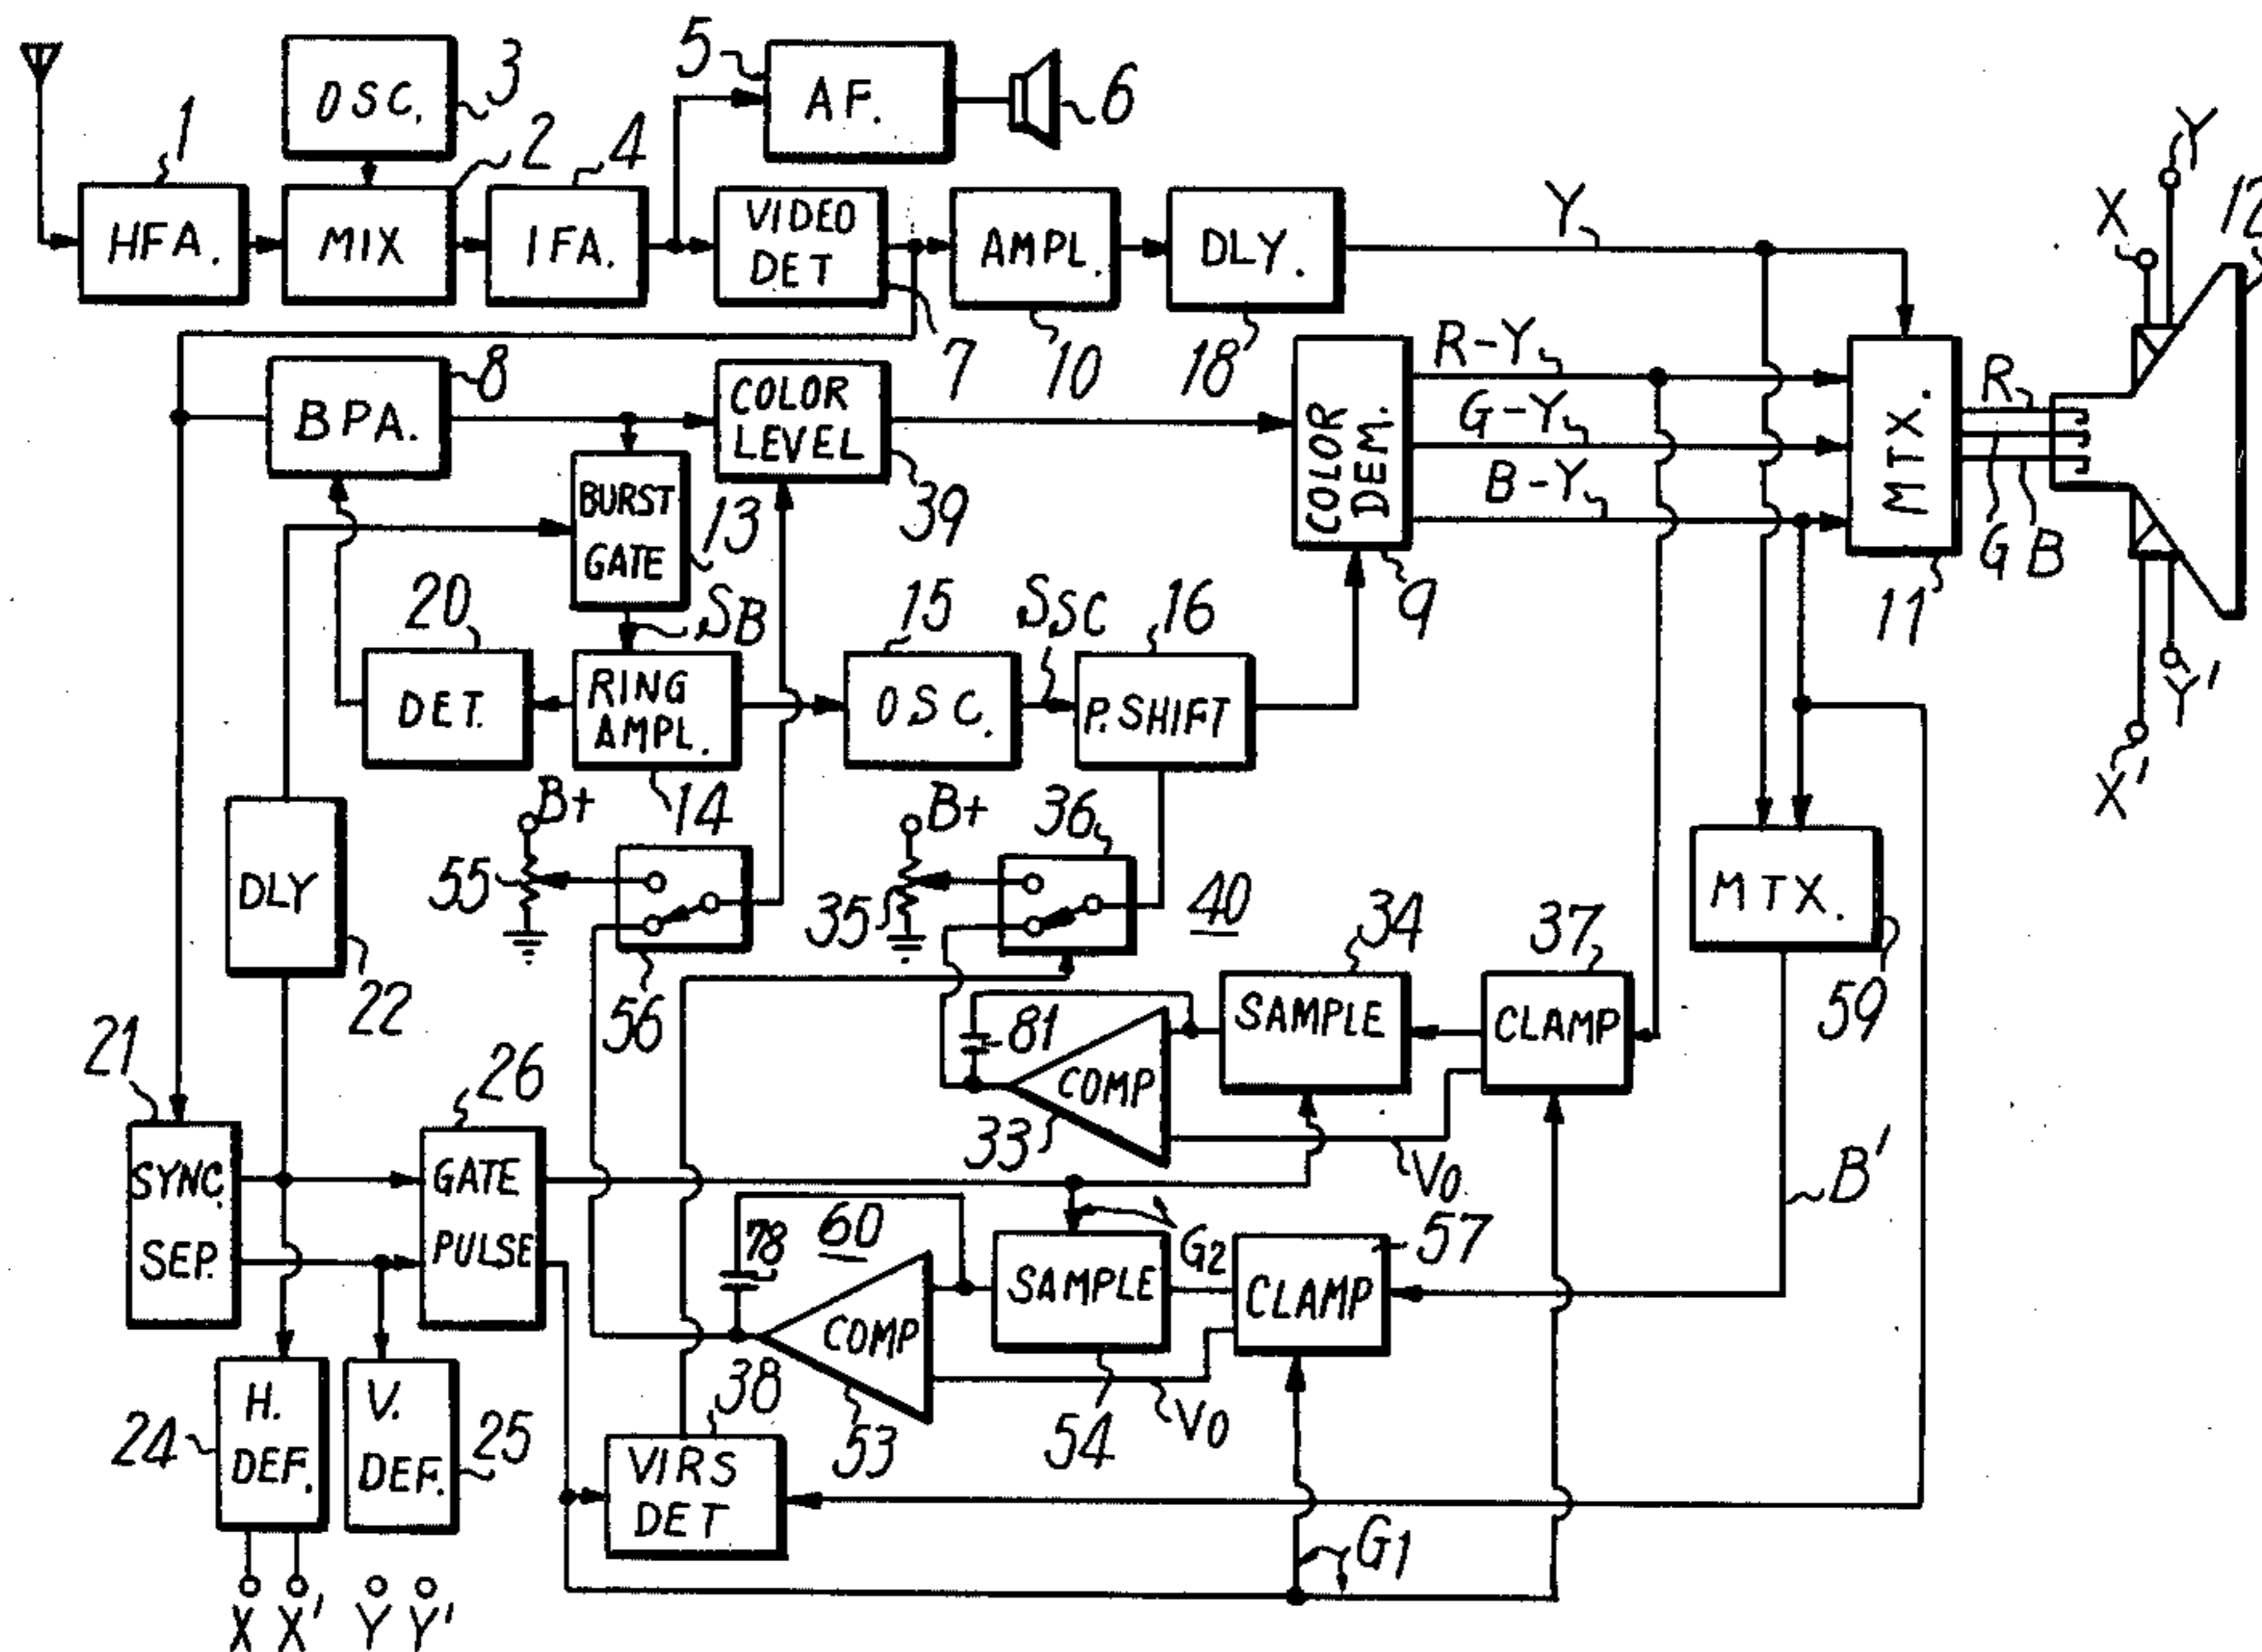 5
AF.
6
OSC.
3
1
2
4
Y
HFA.
MIX
IFA.
VIDEO
DET
AMPL.
DLY.
Y
X
12
7
10
18
8
BPA.
COLOR
LEVEL
39
R-Y
G-Y
B-Y
COLOR
DEM.
9
MTX.
11
R
G
B
BURST
GATE
13
SB
20
DET.
RING
AMPL.
14
15
OSC.
SSC
16
P.SHIFT
Y'
X'
B+
55
56
B+
35
36
40
DLY
22
34
SAMPLE
37
CLAMP
MTX.
59
81
COMP
33
V0
B'
21
SYNC.
SEP.
26
GATE
PULSE
78
60
COMP
53
SAMPLE
54
G2
57
CLAMP
V0
38
VIRS
DET
24
H.
DEF.
V.
DEF.
25
G1
X
X'
Y
Y'